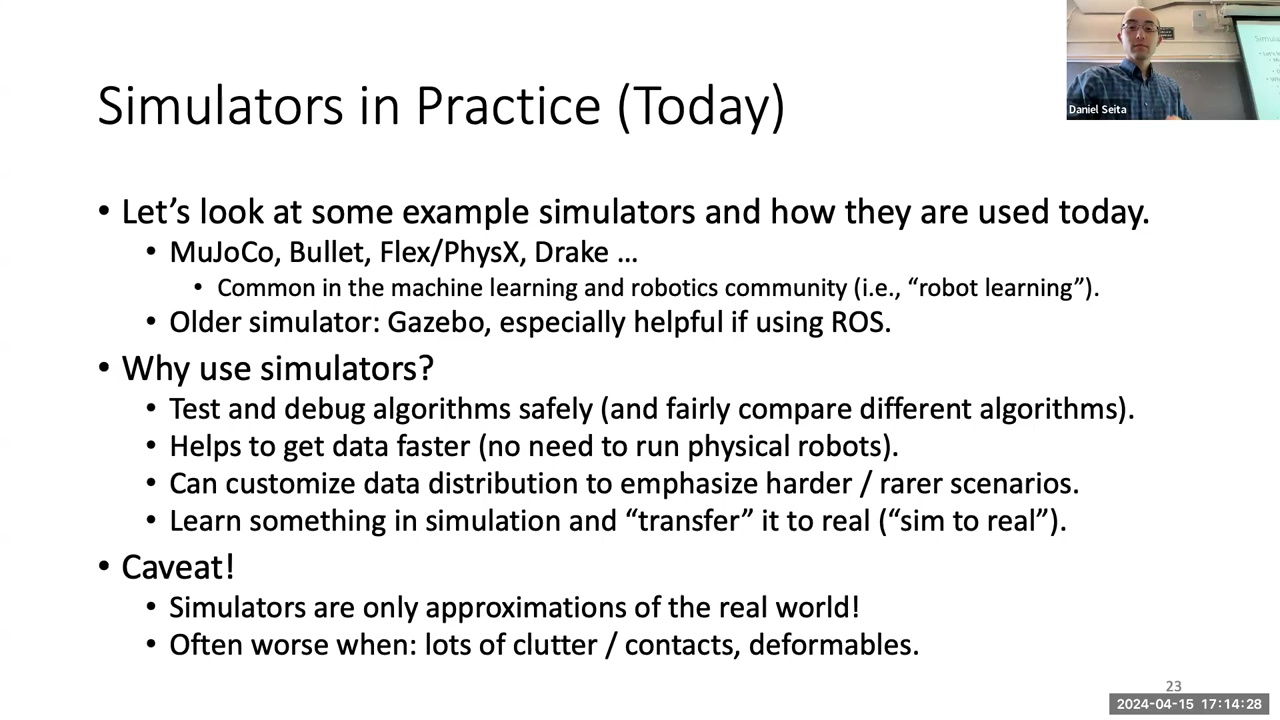 Simulators in Practice (Today)
Daniel Seita
• Let's look at some example simulators and how they are used today.
• MuJoCo, Bullet, Flex/PhysX, Drake …
• Common in the machine learning and robotics community (i.e., “robot learning”).
• Older simulator: Gazebo, especially helpful if using ROS.
• Why use simulators?
• Test and debug algorithms safely (and fairly compare different algorithms).
• Helps to get data faster (no need to run physical robots).
• Can customize data distribution to emphasize harder / rarer scenarios.
• Learn something in simulation and “transfer” it to real (“sim to real”).
• Caveat!
• Simulators are only approximations of the real world!
• Often worse when: lots of clutter / contacts, deformables.
23
2024-04-15 17:14:28